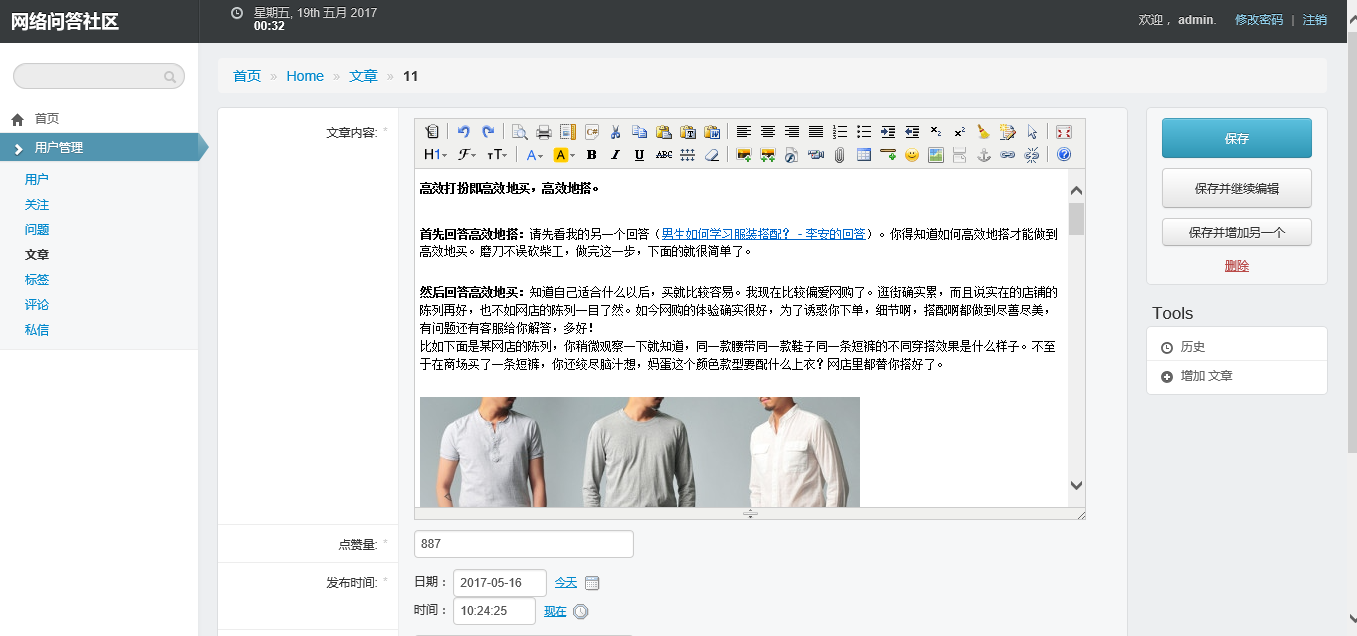 网络问答社区
星期五, 19th 五月 2017
00:32
欢迎， admin. 修改密码 | 注销
首页
用户管理
用户
关注
问题
文章
标签
评论
私信
首页 » Home » 文章 » 11
文章内容: *
H1 F TT A A B I U ABC
高效打扮即高效地买，高效地搭。
首先回答高效地搭：请先看我的另一个回答（男生如何学习服装搭配？ - 李安的回答）。你得知道如何高效地搭才能做到
高效地买。磨刀不误砍柴工，做完这一步，下面的就很简单了。
然后回答高效地买：知道自己适合什么以后，买就比较容易。我现在比较偏爱网购了。逛街确实累，而且说实在的店铺的
陈列再好，也不如网店的陈列一目了然。如今网购的体验确实很好，为了诱惑你下单，细节啊，搭配啊都做到尽善尽美，
有问题还有客服给你解答，多好！
比如下面是某网店的陈列，你稍微观察一下就知道，同一款腰带同一款鞋子同一条短裤的不同穿搭效果是什么样子。不至
于在商场买了一条短裤，你还绞尽脑汁想，妈蛋这个颜色款型要配什么上衣？网店里都替你搭好了。
点赞量: *
887
发布时间: *
日期： 2017-05-16 今天
时间： 10:24:25 现在
保存
保存并继续编辑
保存并增加另一个
删除
Tools
历史
增加 文章